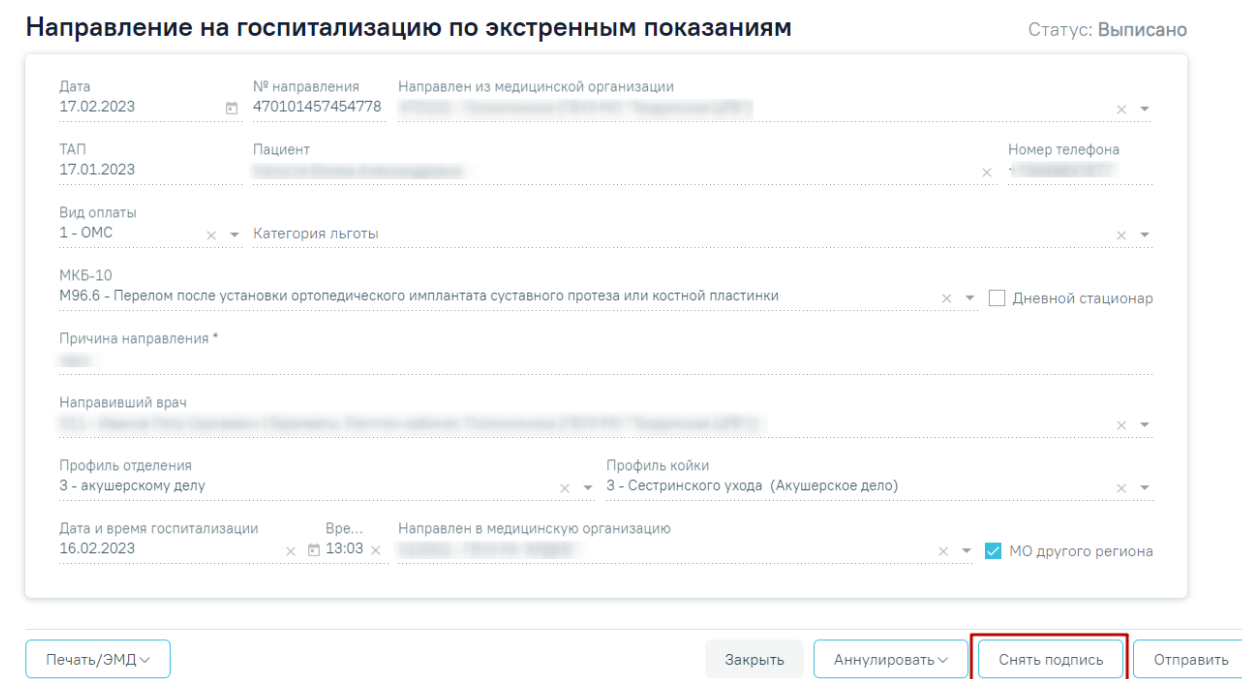 Направление на госпитализацию по экстренным показаниям Статус: Выписано
Дата № направления Направлен из медицинской организации
17.02.2023 470101457454778
ТАП Пациент Номер телефона
17.01.2023
Вид оплаты
1 - ОМС Категория льготы
МКБ-10
M96.6 - Перелом после установки ортопедического имплантата суставного протеза или костной пластинки Дневной стационар
Причина направления *
Направивший врач
Профиль отделения Профиль койки
3 - акушерскому делу 3 - Сестринского ухода (Акушерское дело)
Дата и время госпитализации Вре... Направлен в медицинскую организацию
16.02.2023 13:03 МО другого региона
Печать/ЭМД Закрыть Аннулировать Снять подпись Отправить